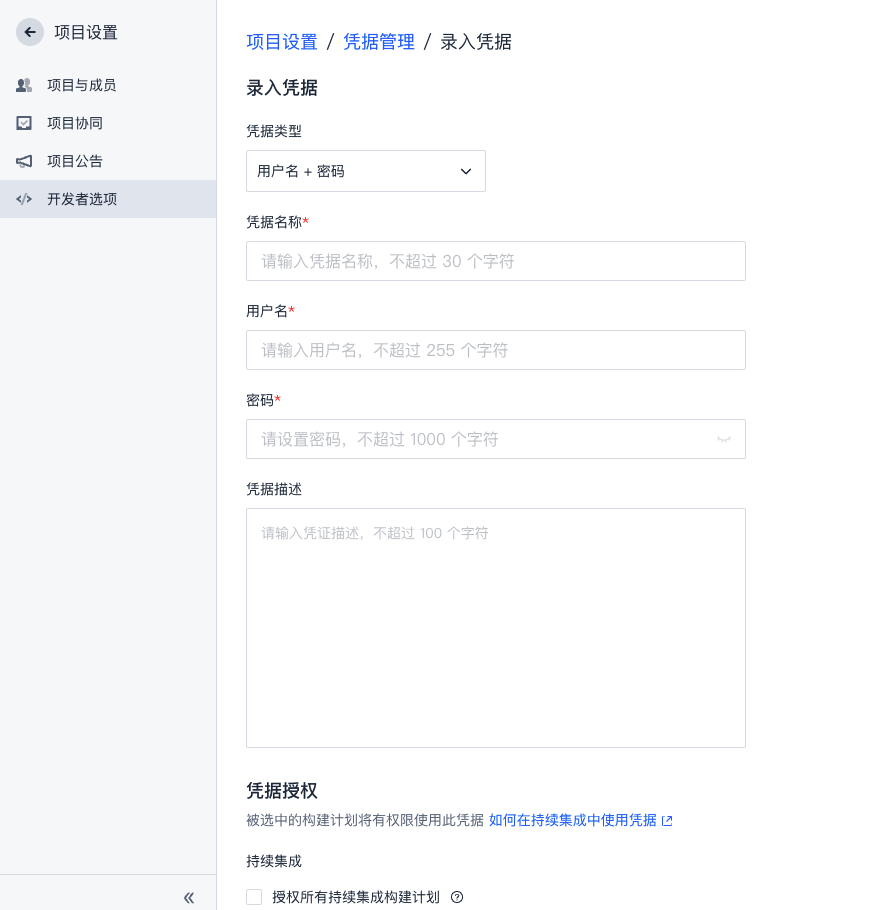 项目设置
项目与成员
项目协同
项目公告
开发者选项
项目设置 / 凭据管理 / 录入凭据
录入凭据
凭据类型
用户名 + 密码
凭据名称*
请输入凭据名称，不超过 30 个字符
用户名*
请输入用户名，不超过 255 个字符
密码*
请设置密码，不超过 1000 个字符
凭据描述
请输入凭证描述，不超过 100 个字符
凭据授权
被选中的构建计划将有权限使用此凭据 如何在持续集成中使用凭据
持续集成
授权所有持续集成构建计划